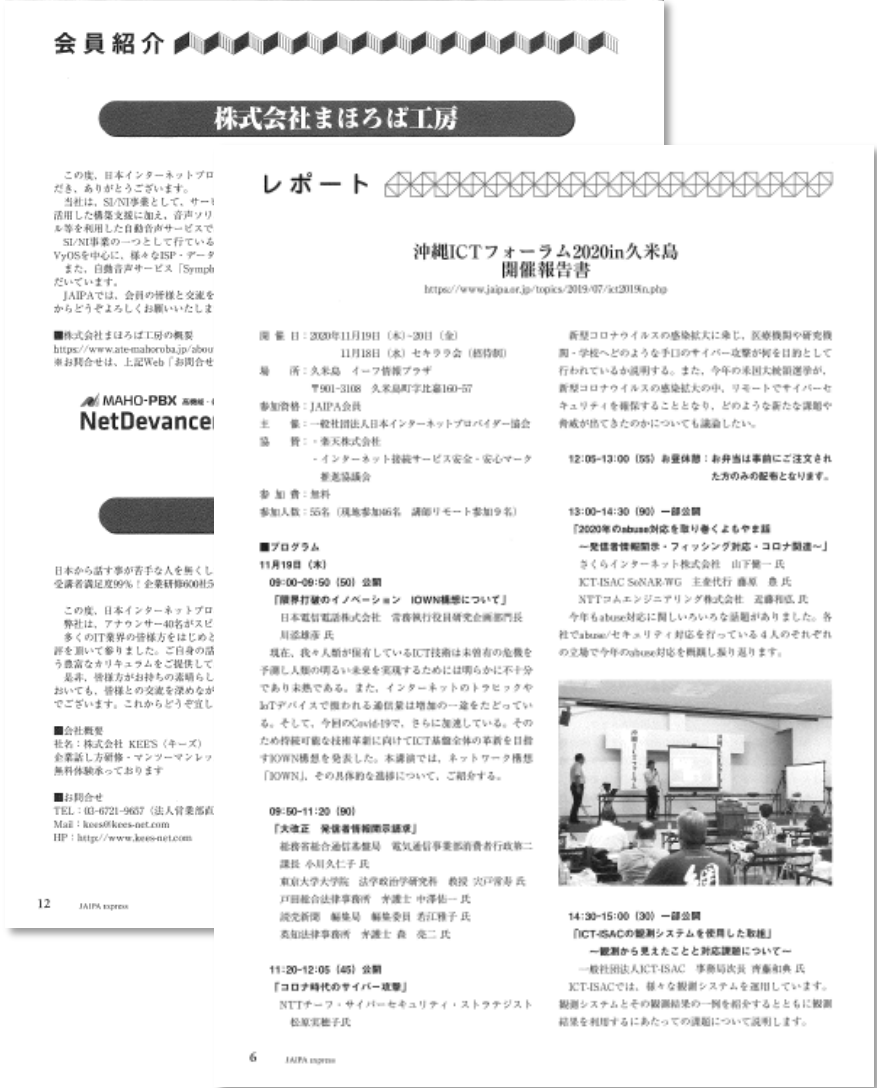 会員紹介
株式会社まほろば工房
この度、日本インターネットプロ
だき、ありがとうございます。
当社は、SI/NI事業として、サー
活用した構築支援に加え、音声ソリ
ル等を利用した自動音声サービスで
SI/NI事業の一つとして行ている
VyOSを中心に、様々なISP・データ
また、自動音声サービス「Symph
だいています。
JAIPAでは、会員の皆様と交流を
からどうぞよろしくお願いいたしま
■株式会社まほろば工房の概要
https://www.ate-mahoroba.jp/abou
※お問合せは、上記Web「お問合せ
MAHO-PBX 高機能・
NetDevancer
日本から話す事が苦手な人を無くし
受講者満足度99%！企業研修600社5
この度、日本インターネットプロ
弊社は、アナウンサー40名がスピ
多くのIT業界の皆様方をはじめと
評を頂いて参りました。ご自身の話
う豊富なカリキュラムをご提供して
是非、皆様方がお持ちの素晴らし
おいても、皆様との交流を深めなが
でございます。これからどうぞ宜し
■会社概要
社名：株式会社 KEE'S（キーズ）
企業話し方研修・マンツーマンレッ
無料体験承っております
■お問合せ
TEL：03-6721-9657（法人営業部直
Mail：kees@kees-net.com
HP：http://www.kees-net.com
12 JAIPA express
レポート
沖縄ICTフォーラム2020in久米島
開催報告書
https://www.jaipa.or.jp/topics/2019/07/ict2019in.php
開 催 日：2020年11月19日（木）~20日（金）
11月18日（水）セキララ会（招待制）
場　　所：久米島　イーフ情報プラザ
〒901-3108　久米島町字比嘉160-57
参加資格：JAIPA会員
主　　催：一般社団法人日本インターネットプロバイダー協会
協　　賛：・楽天株式会社
・インターネット接続サービス安全・安心マーク
推進協議会
参 加 費：無料
参加人数：55名（現地参加46名　講師リモート参加９名）
■プログラム
11月19日（木）
09:00-09:50（50）公開
「限界打破のイノベーション　IOWN構想について」
日本電信電話株式会社　常務執行役員研究企画部門長
川添雄彦 氏
現在、我々人類が保有しているICT技術は未曾有の危機を
予測し人類の明るい未来を実現するためには明らかに不十分
であり未熟である。また、インターネットのトラヒックや
IoTデバイスで扱われる通信量は増加の一途をたどってい
る。そして、今回のCovid-19で、さらに加速している。その
ため持続可能な技術革新に向けてICT基盤全体の革新を目指
すIOWN構想を発表した。本講演では、ネットワーク構想
「IOWN」、その具体的な進捗について、ご紹介する。
09:50-11:20（90）
「大改正　発信者情報開示請求」
総務省総合通信基盤局　電気通信事業部消費者行政第二
課長 小川久仁子 氏
東京大学大学院　法学政治学研究科　教授 宍戸常寿 氏
戸田総合法律事務所　弁護士 中澤佑一 氏
読売新聞　編集局　編集委員 若江雅子 氏
英知法律事務所　弁護士 森　亮二 氏
11:20-12:05（45）公開
「コロナ時代のサイバー攻撃」
NTTチーフ・サイバーセキュリティ・ストラテジスト
松原実穂子氏
新型コロナウイルスの感染拡大に乗じ、医療機関や研究機
関・学校へどのような手口のサイバー攻撃が何を目的として
行われているか説明する。また、今年の米国大統領選挙が、
新型コロナウイルスの感染拡大の中、リモートでサイバーセ
キュリティを確保することとなり、どのような新たな課題や
脅威が出てきたのかについても議論したい。
12:05-13:00（55）お昼休憩：お弁当は事前にご注文され
た方のみの配布となります。
13:00-14:30（90）一部公開
「2020年のabuse対応を取り巻くよもやま話
～発信者情報開示・フィッシング対応・コロナ関連～」
さくらインターネット株式会社　山下健一 氏
ICT-ISAC SoNAR-WG　主査代行 藤原　豊 氏
NTTコムエンジニアリング株式会社　近藤和弘 氏
今年もabuse対応に関しいろいろな話題がありました。各
社でabuse/セキュリティ対応を行っている４人のそれぞれ
の立場で今年のabuse対応を概観し振り返ります。
沖縄ICTフォーラム
網
14:30-15:00（30）一部公開
「ICT-ISACの観測システムを使用した取組」
～観測から見えたことと対応課題について～
一般社団法人ICT-ISAC　事務局次長 齊藤和典 氏
ICT-ISACでは、様々な観測システムを運用しています。
観測システムとその観測結果の一例を紹介するとともに観測
結果を利用するにあたっての課題について説明します。
6 JAIPA express